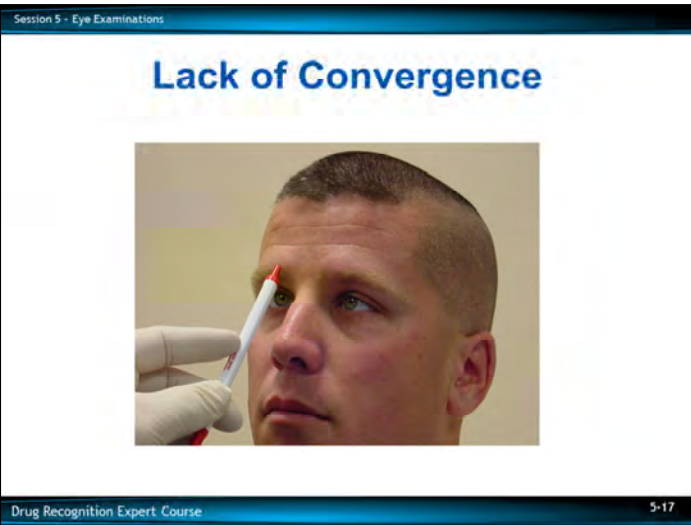 Session 5 - Eye Examinations
Lack of Convergence
Drug Recognition Expert Course
5-17